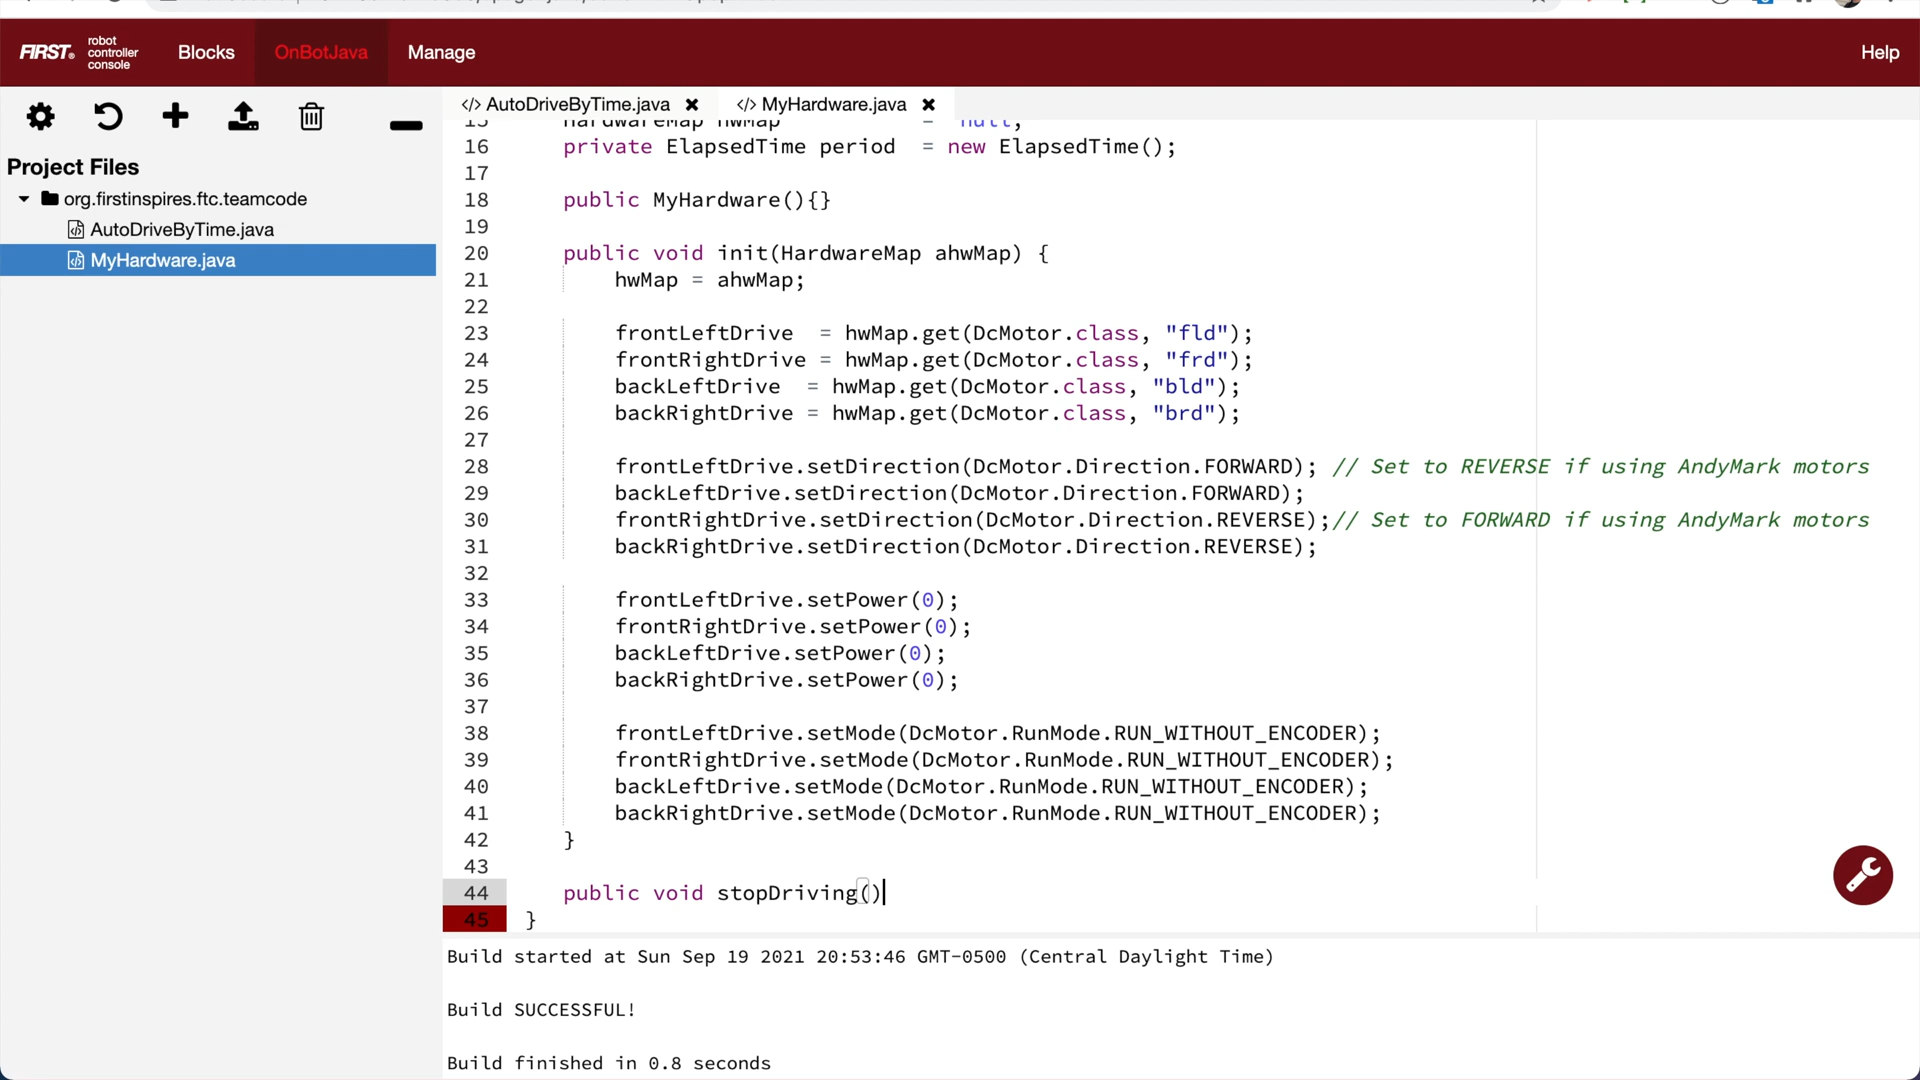 FIRST® robot controller console Blocks OnBotJava Manage Help
</> AutoDriveByTime.java ✖ </> MyHardware.java ✖
Project Files
org.firstinspires.ftc.teamcode
AutoDriveByTime.java
MyHardware.java
15 hardwareMap hwMap = null;
16 private ElapsedTime period = new ElapsedTime();
17
18 public MyHardware(){}
19
20 public void init(HardwareMap ahwMap) {
21 hwMap = ahwMap;
22
23 frontLeftDrive = hwMap.get(DcMotor.class, "fld");
24 frontRightDrive = hwMap.get(DcMotor.class, "frd");
25 backLeftDrive = hwMap.get(DcMotor.class, "bld");
26 backRightDrive = hwMap.get(DcMotor.class, "brd");
27
28 frontLeftDrive.setDirection(DcMotor.Direction.FORWARD); // Set to REVERSE if using AndyMark motors
29 backLeftDrive.setDirection(DcMotor.Direction.FORWARD);
30 frontRightDrive.setDirection(DcMotor.Direction.REVERSE);// Set to FORWARD if using AndyMark motors
31 backRightDrive.setDirection(DcMotor.Direction.REVERSE);
32
33 frontLeftDrive.setPower(0);
34 frontRightDrive.setPower(0);
35 backLeftDrive.setPower(0);
36 backRightDrive.setPower(0);
37
38 frontLeftDrive.setMode(DcMotor.RunMode.RUN_WITHOUT_ENCODER);
39 frontRightDrive.setMode(DcMotor.RunMode.RUN_WITHOUT_ENCODER);
40 backLeftDrive.setMode(DcMotor.RunMode.RUN_WITHOUT_ENCODER);
41 backRightDrive.setMode(DcMotor.RunMode.RUN_WITHOUT_ENCODER);
42 }
43
44 public void stopDriving()
45 }
Build started at Sun Sep 19 2021 20:53:46 GMT-0500 (Central Daylight Time)
Build SUCCESSFUL!
Build finished in 0.8 seconds